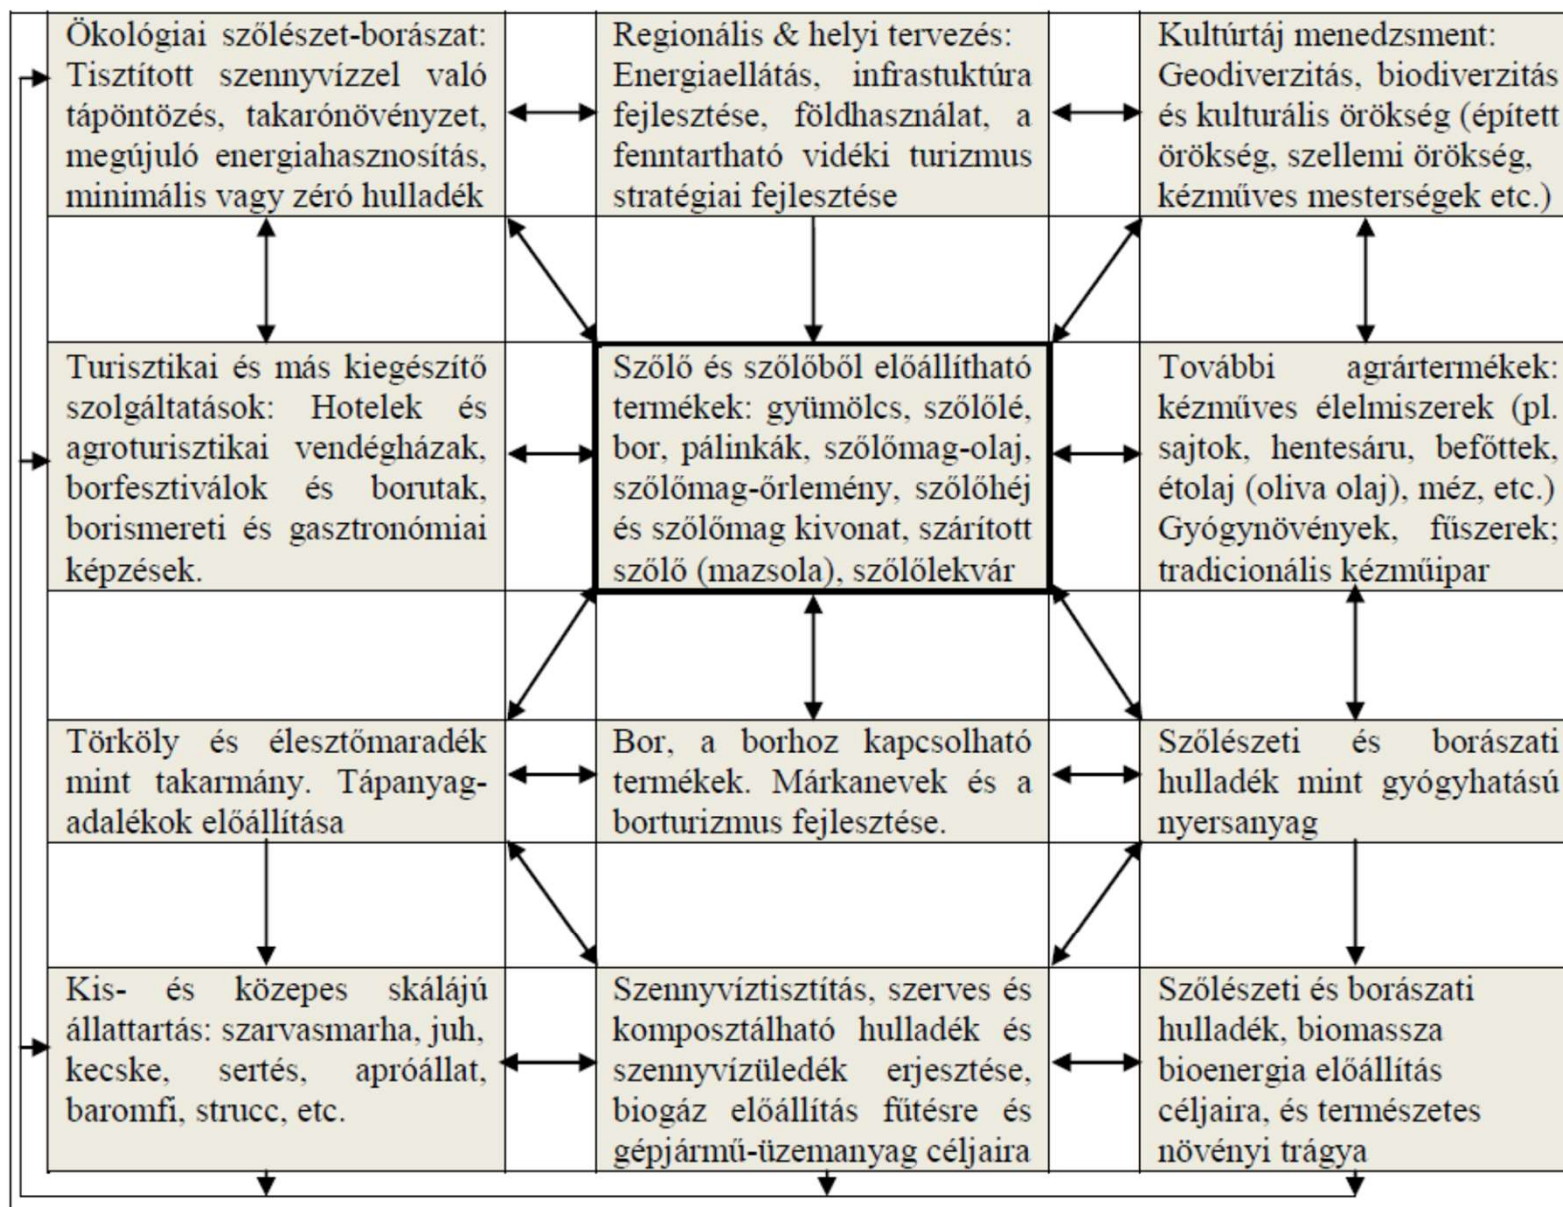 Ökológiai szőlészet-borászat:
Tisztított szennyvízzel való
tápöntözés, takarónövényzet,
megújuló energiahasznosítás,
minimális vagy zéró hulladék
Regionális & helyi tervezés:
Energiaellátás, infrastuktúra
fejlesztése, földhasználat, a
fenntartható vidéki turizmus
stratégiai fejlesztése
Kultúrtáj menedzsment:
Geodiverzitás, biodiverzitás
és kulturális örökség (épített
örökség, szellemi örökség,
kézműves mesterségek etc.)
Turisztikai és más kiegészítő
szolgáltatások: Hotelek és
agroturisztikai vendégházak,
borfesztiválok és borutak,
borismereti és gasztronómiai
képzések.
Szőlő és szőlőből előállítható
termékek: gyümölcs, szőlőlé,
bor, pálinkák, szőlőmag-olaj,
szőlőmag-őrlemény, szőlőhéj
és szőlőmag kivonat, szárított
szőlő (mazsola), szőlőlekvár
További agrártermékek:
kézműves élelmiszerek (pl.
sajtok, hentesáru, befőttek,
étolaj (oliva olaj), méz, etc.)
Gyógynövények, fűszerek;
tradicionális kézműipar
Törköly és élesztőmaradék
mint takarmány. Tápanyag-
adalékok előállítása
Bor, a borhoz kapcsolható
termékek. Márkanevek és a
borturizmus fejlesztése.
Szőlészeti és borászati
hulladék mint gyógyhatású
nyersanyag
Kis- és közepes skálájú
állattartás: szarvasmarha, juh,
kecske, sertés, apróállat,
baromfi, strucc, etc.
Szennyvíztisztítás, szerves és
komposztálható hulladék és
szennyvízüledék erjesztése,
biogáz előállítás fűtésre és
gépjármű-üzemanyag céljaira
Szőlészeti és borászati
hulladék, biomassza
bioenergia előállítás
céljaira, és természetes
növényi trágya